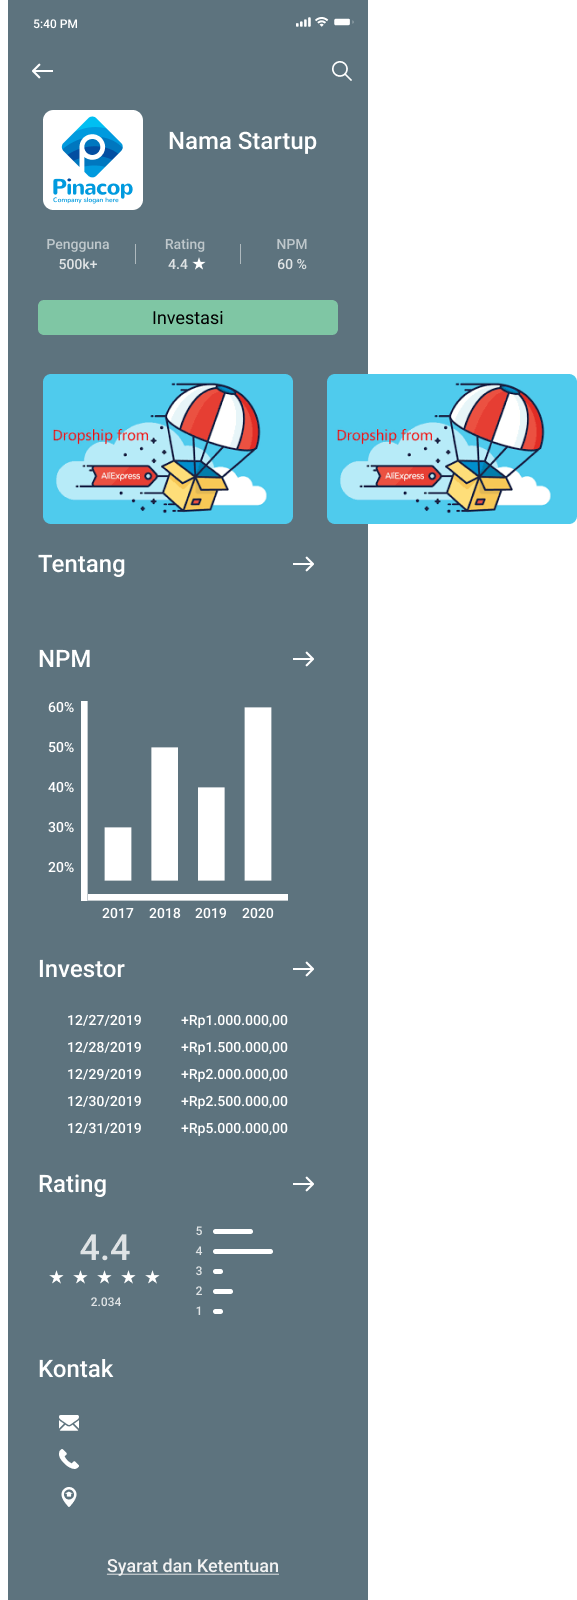 5:40 PM
Nama Startup
Pinacop
Company slogan here
Pengguna
Rating
NPM
500k+
4.4 ★
60 %
Investasi
Dropship from
AliExpress
Dropship from
AliExpress
Tentang
NPM
60%
50%
40%
30%
20%
2017 2018 2019 2020
Investor
12/27/2019 +Rp1.000.000,00
12/28/2019 +Rp1.500.000,00
12/29/2019 +Rp2.000.000,00
12/30/2019 +Rp2.500.000,00
12/31/2019 +Rp5.000.000,00
Rating
4.4
★ ★ ★ ★ ★
2.034
5
4
3
2
1
Kontak
Syarat dan Ketentuan